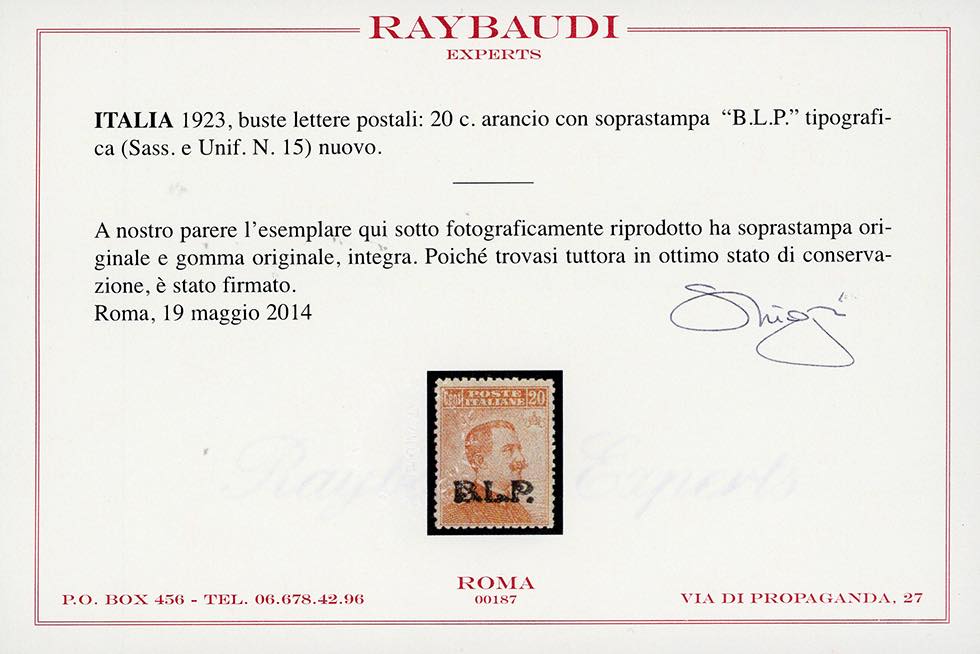 RAYBAUDI
EXPERTS
ITALIA 1923, buste lettere postali: 20 c. arancio con soprastampa “B.L.P.” tipografi-
ca (Sass. e Unif. N. 15) nuovo.
A nostro parere l’esemplare qui sotto fotograficamente riprodotto ha soprastampa ori-
ginale e gomma originale, integra. Poiché trovasi tuttora in ottimo stato di conserva-
zione, è stato firmato.
Roma, 19 maggio 2014
Cent POSTE ITALIANE 20
B.L.P.
Raybaudi Experts
ROMA
P.O. BOX 456 - TEL. 06.678.42.96
00187
VIA DI PROPAGANDA, 27